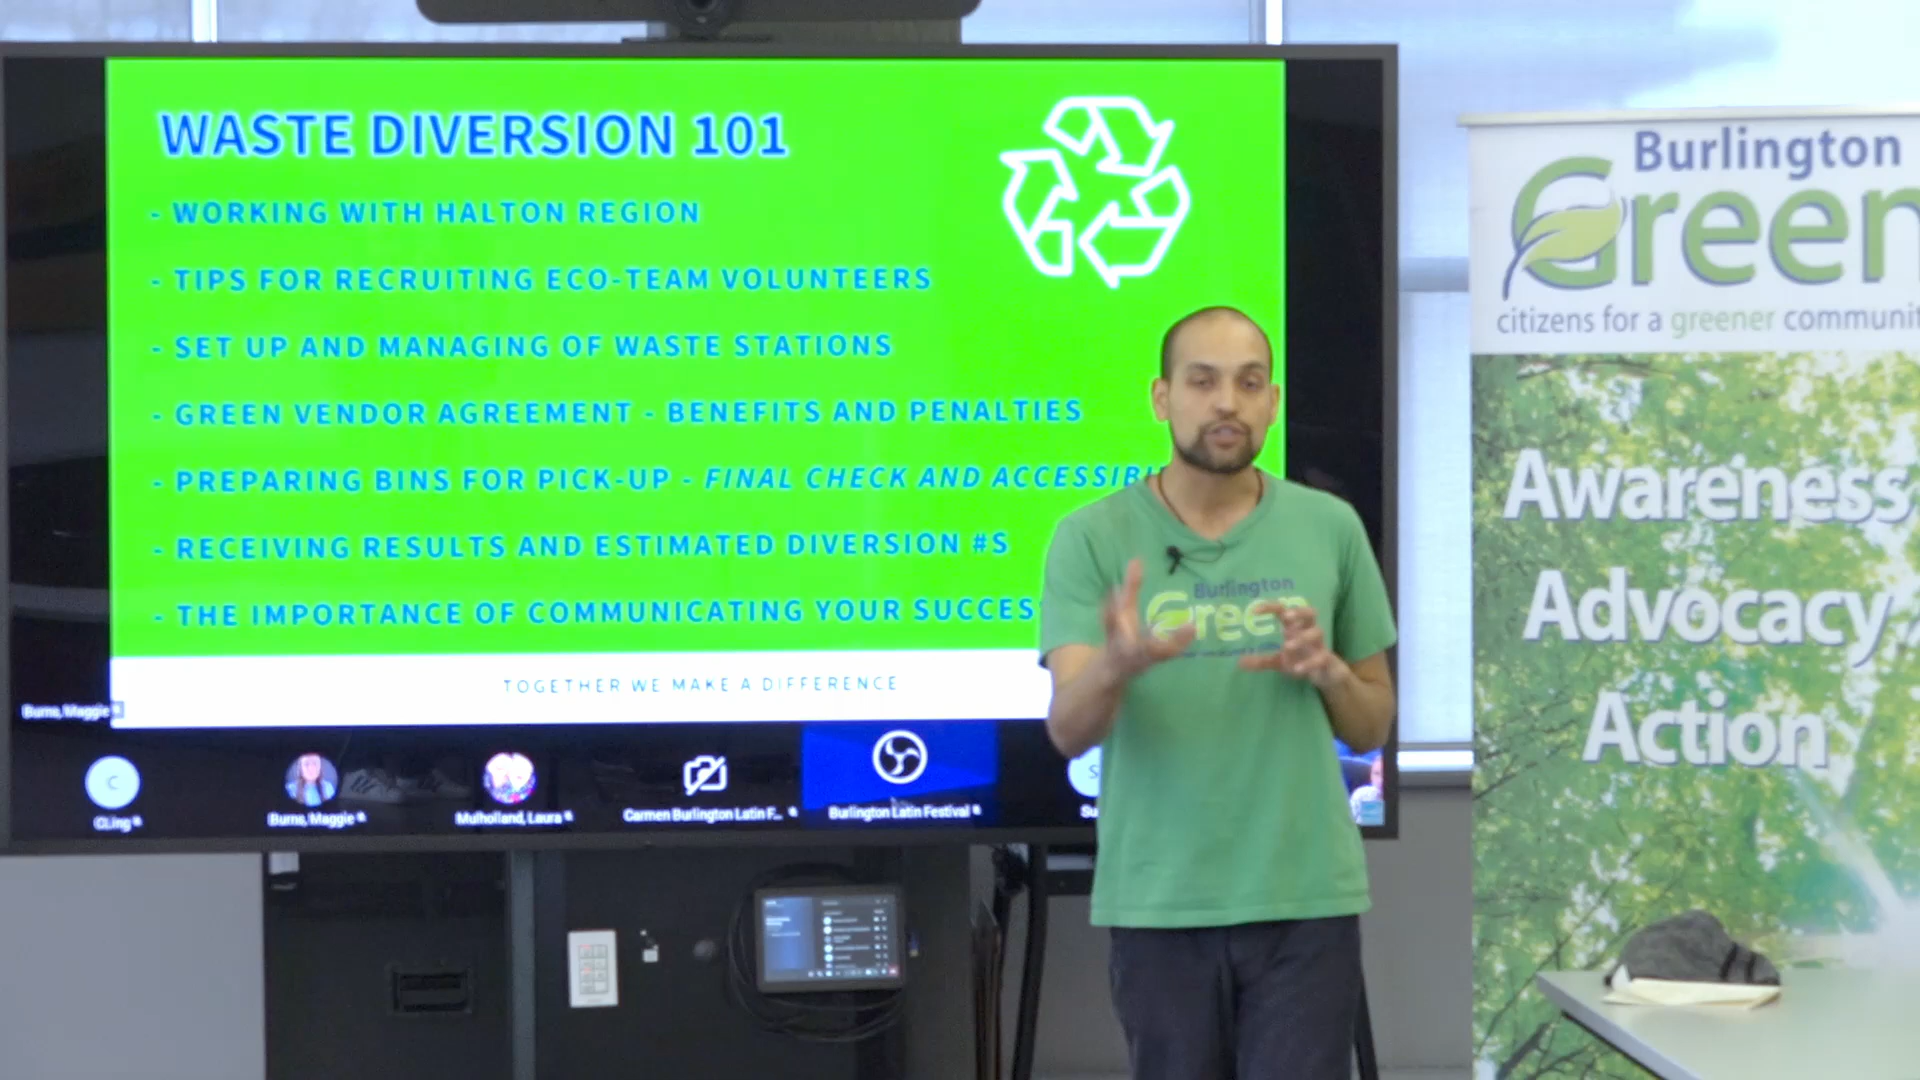 WASTE DIVERSION 101
- WORKING WITH HALTON REGION
- TIPS FOR RECRUITING ECO-TEAM VOLUNTEERS
- SET UP AND MANAGING OF WASTE STATIONS
- GREEN VENDOR AGREEMENT - BENEFITS AND PENALTIES
- PREPARING BINS FOR PICK-UP - FINAL CHECK AND ACCESSIBI
- RECEIVING RESULTS AND ESTIMATED DIVERSION #S
- THE IMPORTANCE OF COMMUNICATING YOUR SUCCES
TOGETHER WE MAKE A DIFFERENCE
Burns, Maggie
C
CLing
Burns, Maggie
Mulholland, Laura
Carmen Burlington Latin F...
Burlington Latin Festival
S
Su
Burlington
Green
Burlington
Green
citizens for a greener communit
Awareness
Advocacy
Action